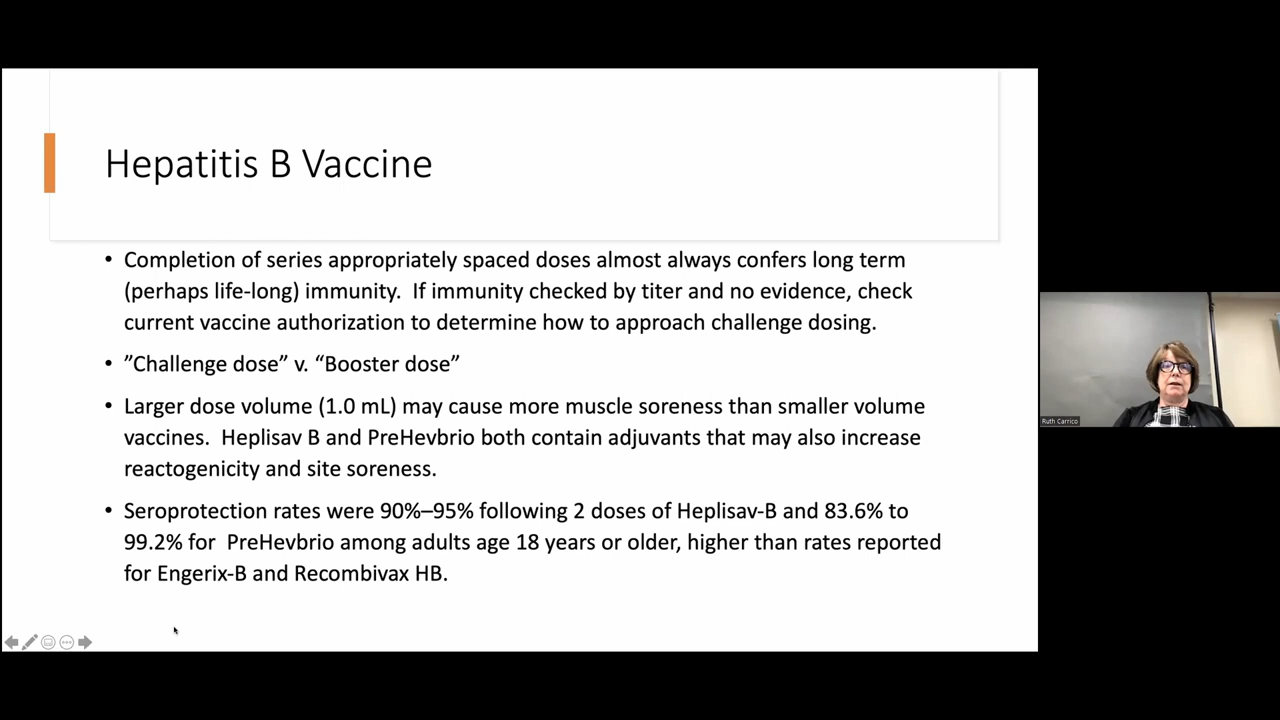 Hepatitis B Vaccine
• Completion of series appropriately spaced doses almost always confers long term
(perhaps life-long) immunity.  If immunity checked by titer and no evidence, check
current vaccine authorization to determine how to approach challenge dosing.
• ”Challenge dose” v. “Booster dose”
• Larger dose volume (1.0 mL) may cause more muscle soreness than smaller volume
vaccines.  Heplisav B and PreHevbrio both contain adjuvants that may also increase
reactogenicity and site soreness.
• Seroprotection rates were 90%–95% following 2 doses of Heplisav-B and 83.6% to
99.2% for  PreHevbrio among adults age 18 years or older, higher than rates reported
for Engerix-B and Recombivax HB.
Ruth Carrico